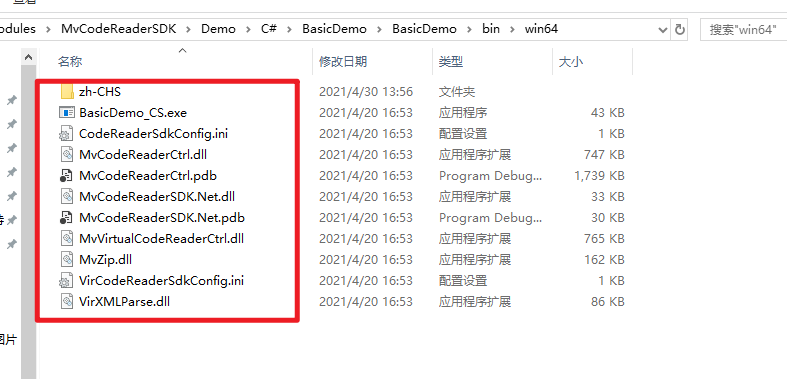 查看
odules › MvCodeReaderSDK › Demo › C# › BasicDemo › BasicDemo › bin › win64
搜索"win64"
名称 修改日期 类型 大小
zh-CHS 2021/4/30 13:56 文件夹
BasicDemo_CS.exe 2021/4/20 16:53 应用程序 43 KB
CodeReaderSdkConfig.ini 2021/4/20 16:53 配置设置 1 KB
MvCodeReaderCtrl.dll 2021/4/20 16:53 应用程序扩展 747 KB
MvCodeReaderCtrl.pdb 2021/4/20 16:53 Program Debug... 1,739 KB
MvCodeReaderSDK.Net.dll 2021/4/20 16:53 应用程序扩展 33 KB
MvCodeReaderSDK.Net.pdb 2021/4/20 16:53 Program Debug... 30 KB
MvVirtualCodeReaderCtrl.dll 2021/4/20 16:53 应用程序扩展 765 KB
MvZip.dll 2021/4/20 16:53 应用程序扩展 162 KB
VirCodeReaderSdkConfig.ini 2021/4/20 16:53 配置设置 1 KB
VirXMLParse.dll 2021/4/20 16:53 应用程序扩展 86 KB
图片